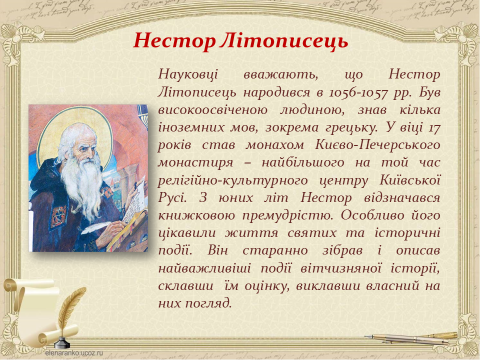 Нестор Літописець
Науковці вважають, що Нестор
Літописець народився в 1056-1057 рр. Був
високоосвіченою людиною, знав кілька
іноземних мов, зокрема грецьку. У віці 17
років став монахом Києво-Печерського
монастиря – найбільшого на той час
релігійно-культурного центру Київської
Русі. З юних літ Нестор відзначався
книжковою премудрістю. Особливо його
цікавили життя святих та історичні
події. Він старанно зібрав і описав
найважливіші події вітчизняної історії,
склавши їм оцінку, виклавши власний на
них погляд.
elenaranko.ucoz.ru